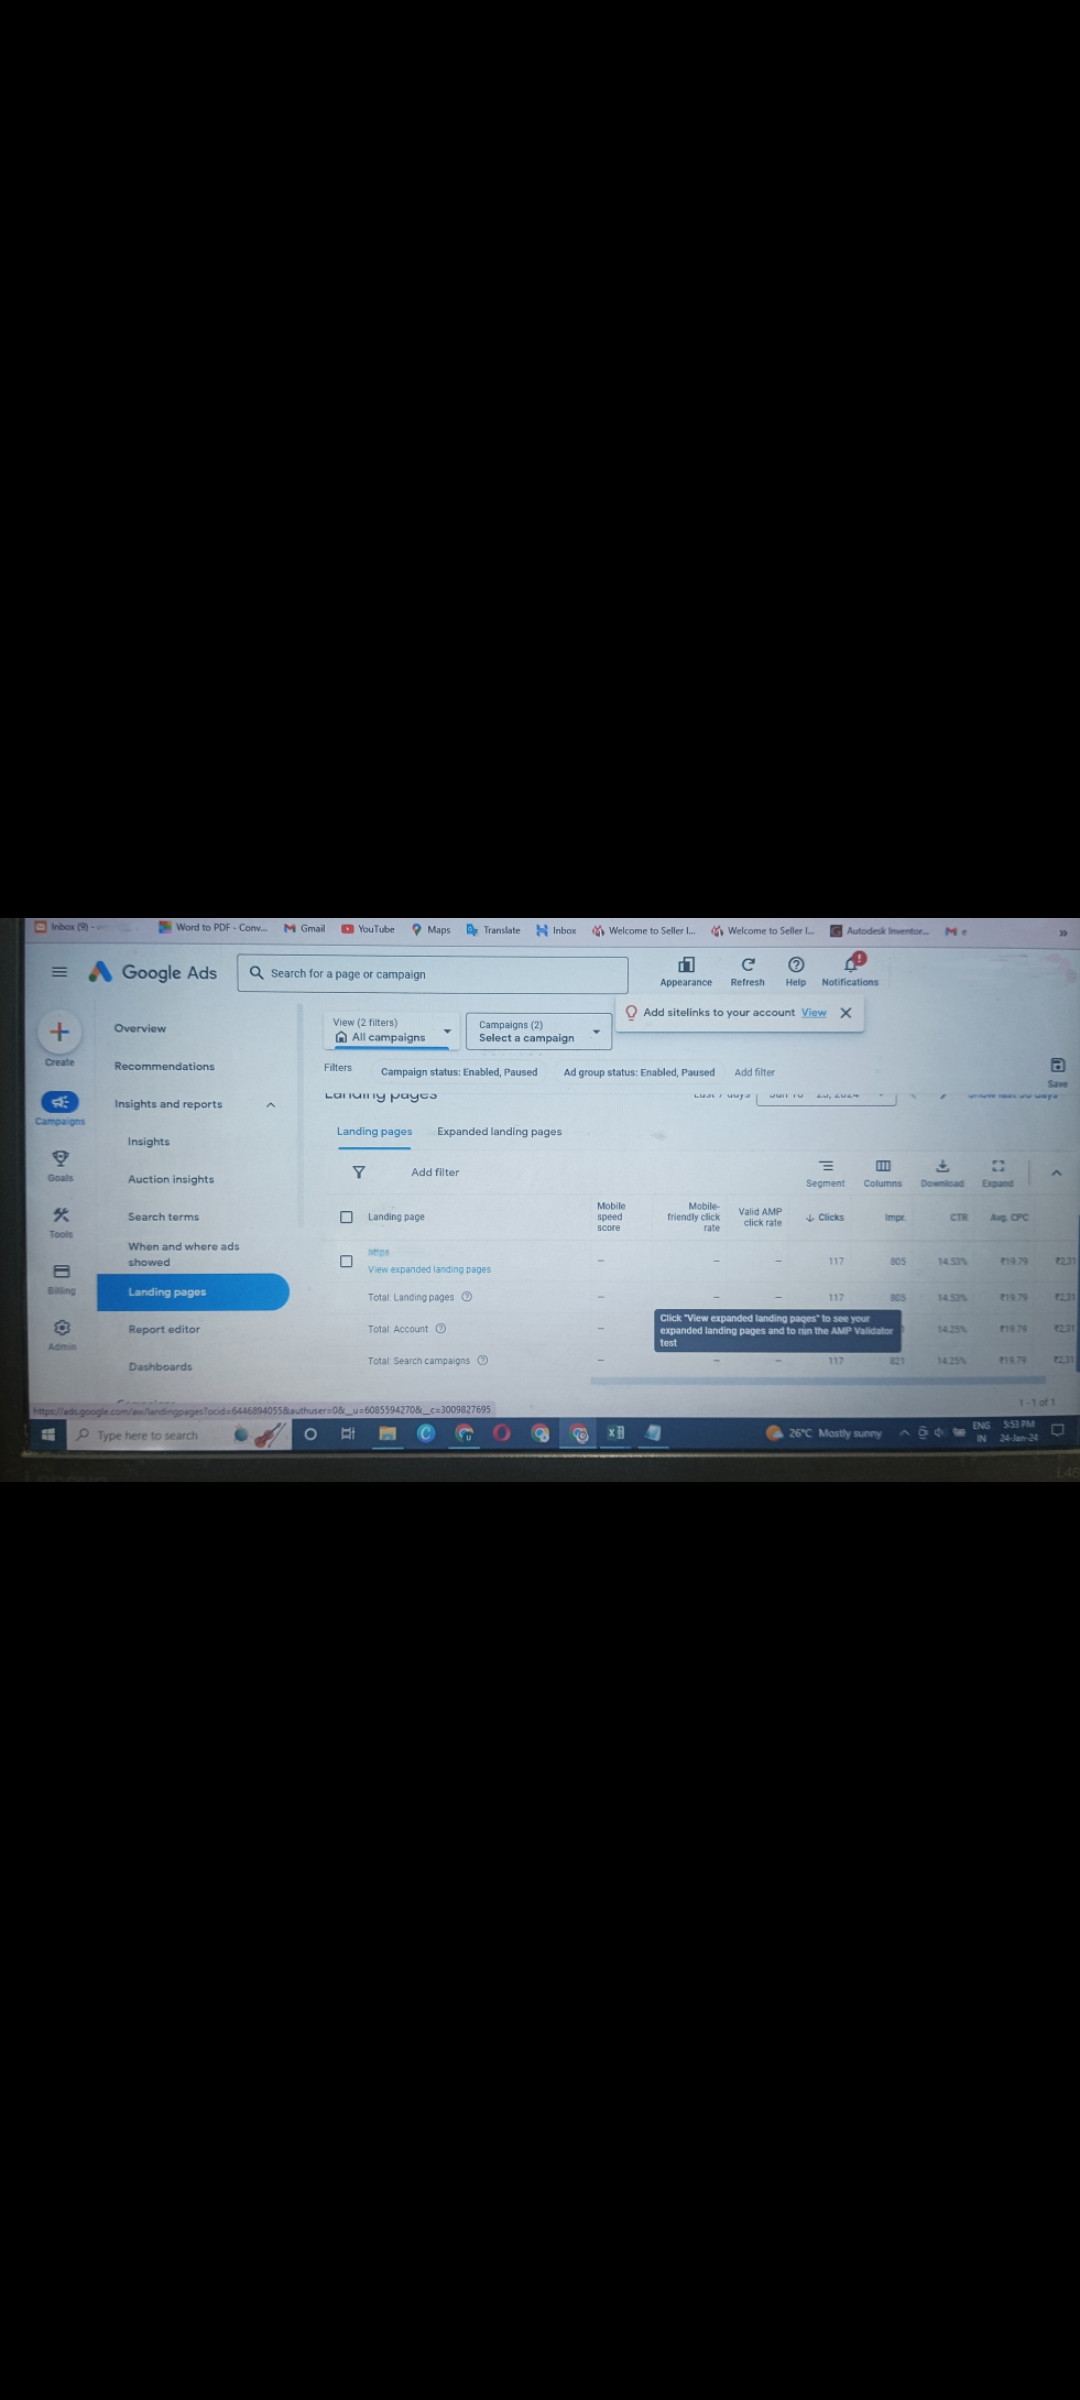 Inbox (9) -
Word to PDF - Conv...
Gmail
YouTube
Maps
Translate
Inbox
Welcome to Seller I...
Welcome to Seller I...
Autodesk Inventor...
e
»
Google Ads
Search for a page or campaign
Appearance
Refresh
Help
Notifications
Add sitelinks to your account View
Create
Campaigns
Goals
Tools
Billing
Admin
Overview
Recommendations
Insights and reports
Insights
Auction insights
Search terms
When and where ads
showed
Landing pages
Report editor
Dashboards
View (2 filters)
All campaigns
Campaigns (2)
Select a campaign
Filters
Campaign status: Enabled, Paused
Ad group status: Enabled, Paused
Add filter
Save
Landing pages
Last 7 days
Show last 30 days
Landing pages
Expanded landing pages
Add filter
Segment
Columns
Download
Expand
Landing page
Mobile
speed
score
Mobile-
friendly click
rate
Valid AMP
click rate
Clicks
Impr.
CTR
Avg. CPC
https
View expanded landing pages
– – – 117 805 14.53% ₹19.79 ₹2,31
Total: Landing pages – – – 117 805 14.53% ₹19.79 ₹2,31
Total: Account – 14.25% ₹19.79 ₹2,31
Click "View expanded landing pages" to see your
expanded landing pages and to run the AMP Validator
test
Total: Search campaigns – – – 117 821 14.25% ₹19.79 ₹2,31
1 - 1 of 1
https://ads.google.com/aw/landingpages?ocid=6446894055&authuser=0&__u=6085594270&__c=3009827695
Type here to search
26°C Mostly sunny
ENG
IN
5:53 PM
24-Jan-24